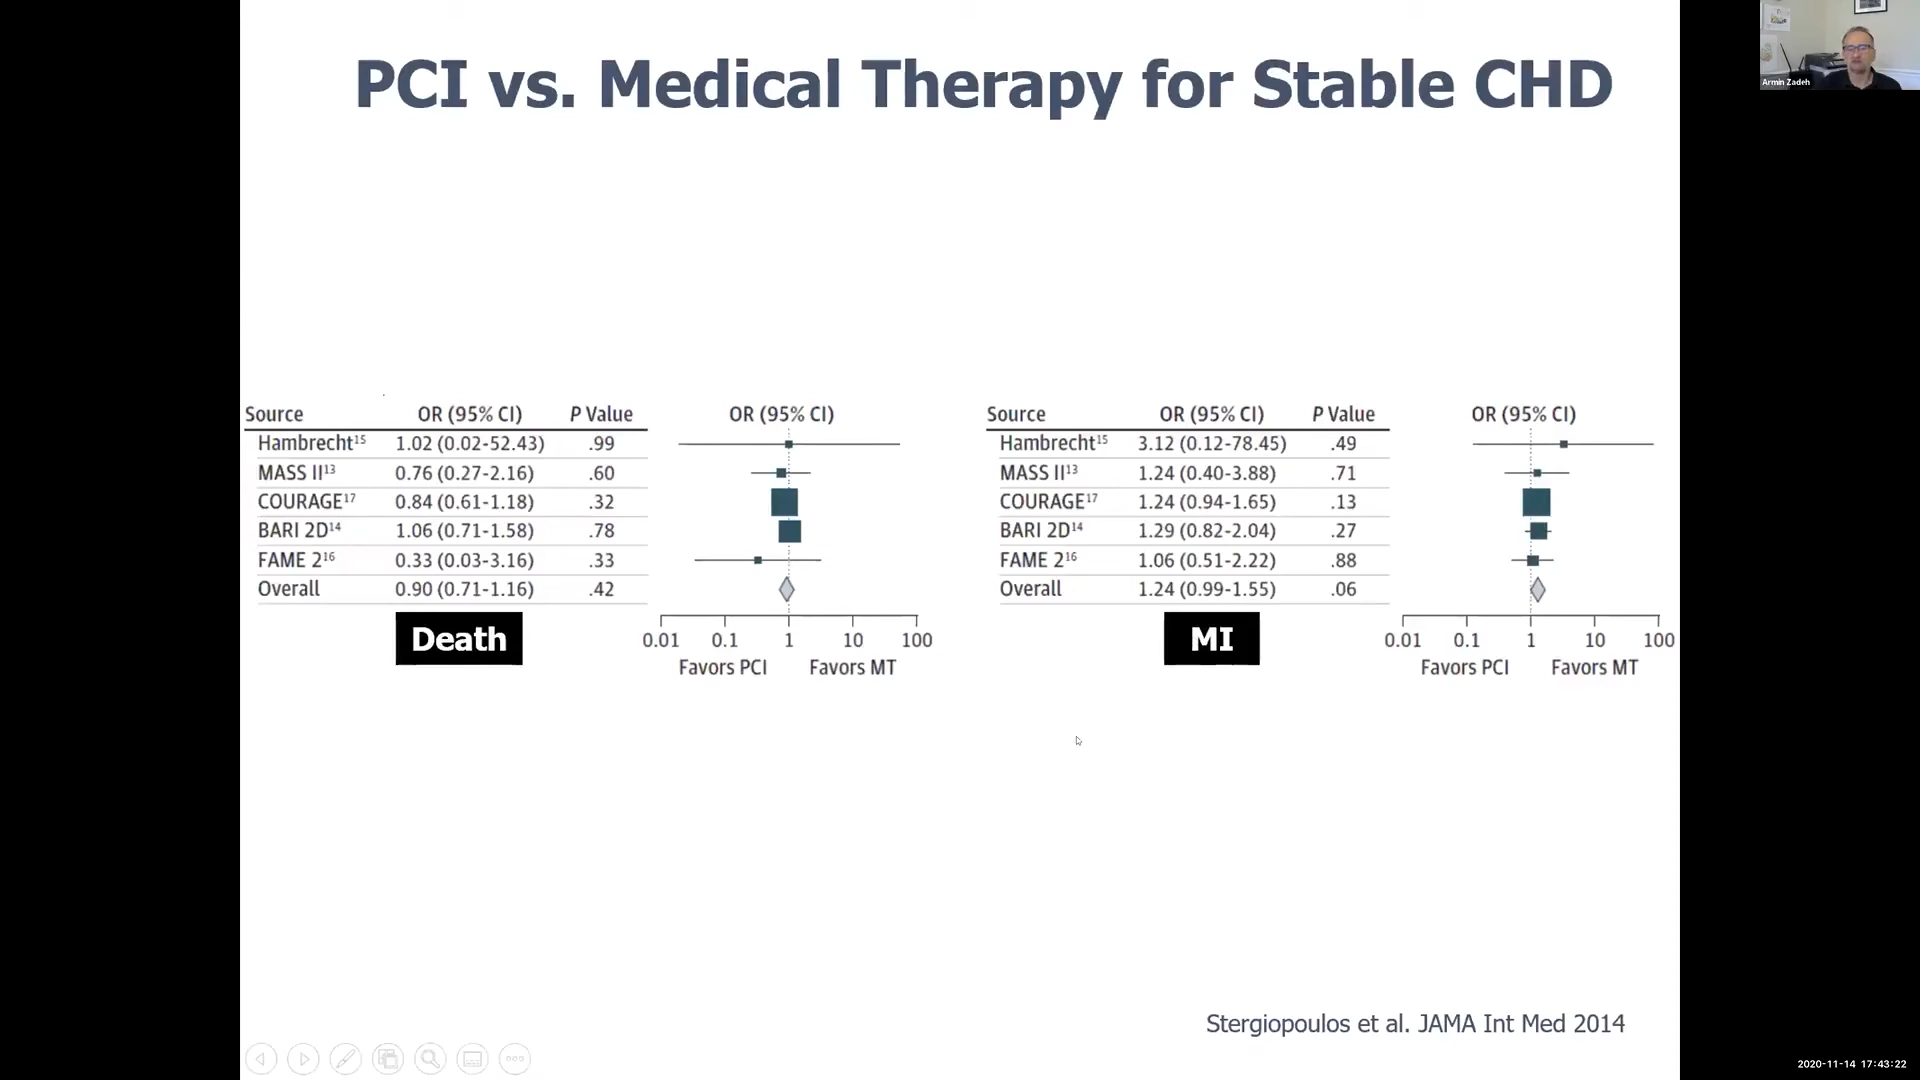 PCI vs. Medical Therapy for Stable CHD
Armin Zadeh
Source OR (95% CI) P Value OR (95% CI)
Hambrecht¹⁵ 1.02 (0.02-52.43) .99
MASS II¹³ 0.76 (0.27-2.16) .60
COURAGE¹⁷ 0.84 (0.61-1.18) .32
BARI 2D¹⁴ 1.06 (0.71-1.58) .78
FAME 2¹⁶ 0.33 (0.03-3.16) .33
Overall 0.90 (0.71-1.16) .42
Death
0.01 0.1 1 10 100
Favors PCI Favors MT
Source OR (95% CI) P Value OR (95% CI)
Hambrecht¹⁵ 3.12 (0.12-78.45) .49
MASS II¹³ 1.24 (0.40-3.88) .71
COURAGE¹⁷ 1.24 (0.94-1.65) .13
BARI 2D¹⁴ 1.29 (0.82-2.04) .27
FAME 2¹⁶ 1.06 (0.51-2.22) .88
Overall 1.24 (0.99-1.55) .06
MI
0.01 0.1 1 10 100
Favors PCI Favors MT
Stergiopoulos et al. JAMA Int Med 2014
2020-11-14 17:43:22